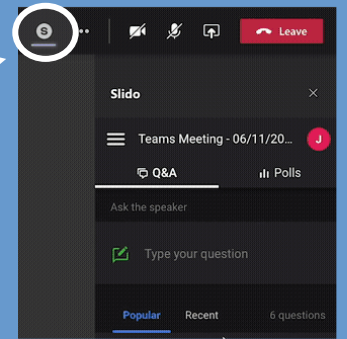 S
Leave
Slido
Teams Meeting - 06/11/20...
J
Q&A
Polls
Ask the speaker
Type your question
Popular
Recent
6 questions